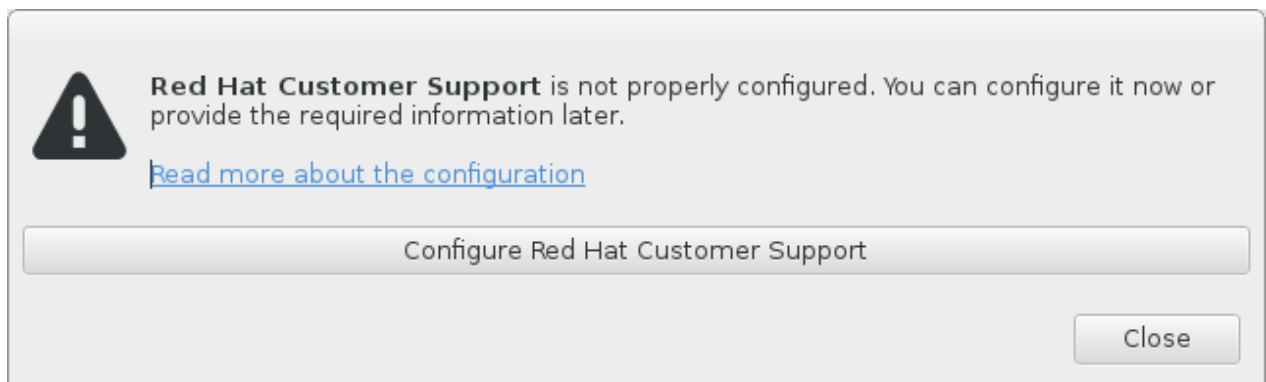 Red Hat Customer Support is not properly configured. You can configure it now or
provide the required information later.
Read more about the configuration
Configure Red Hat Customer Support
Close